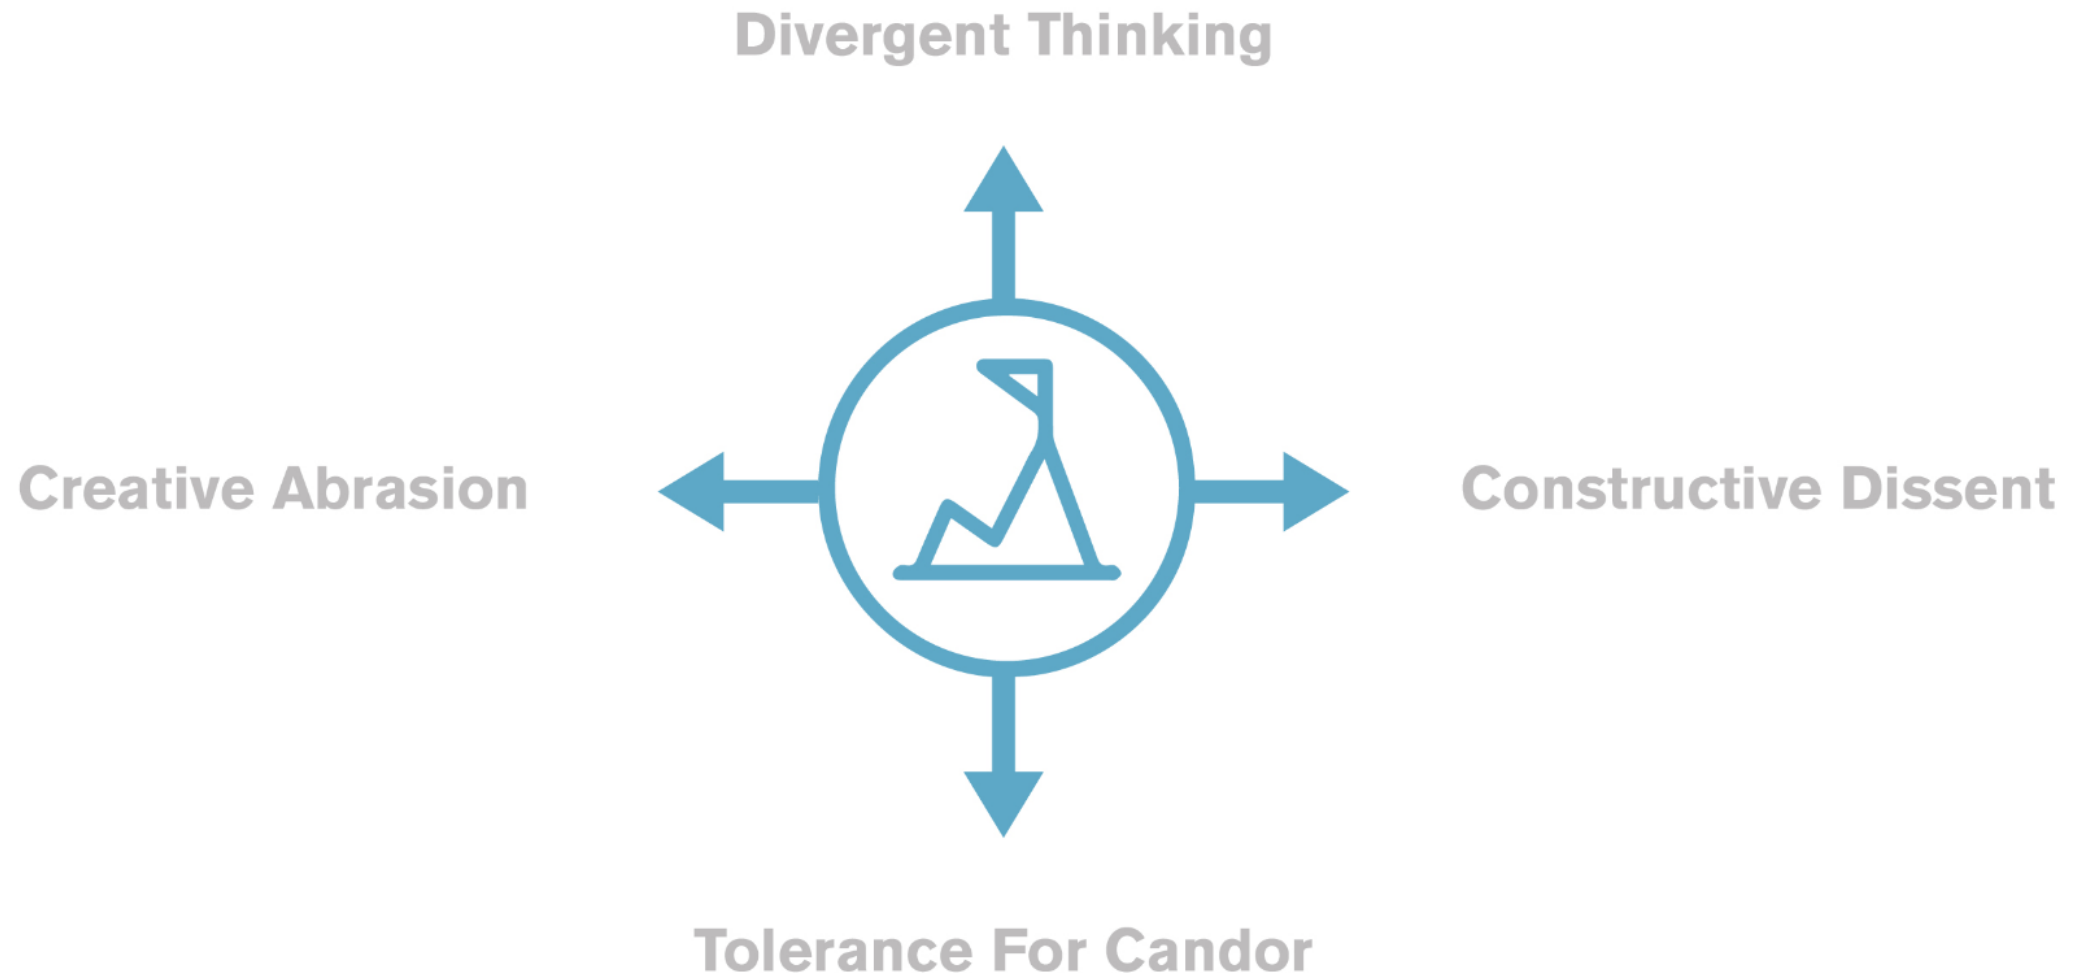 Divergent Thinking
Creative Abrasion
Constructive Dissent
Tolerance For Candor